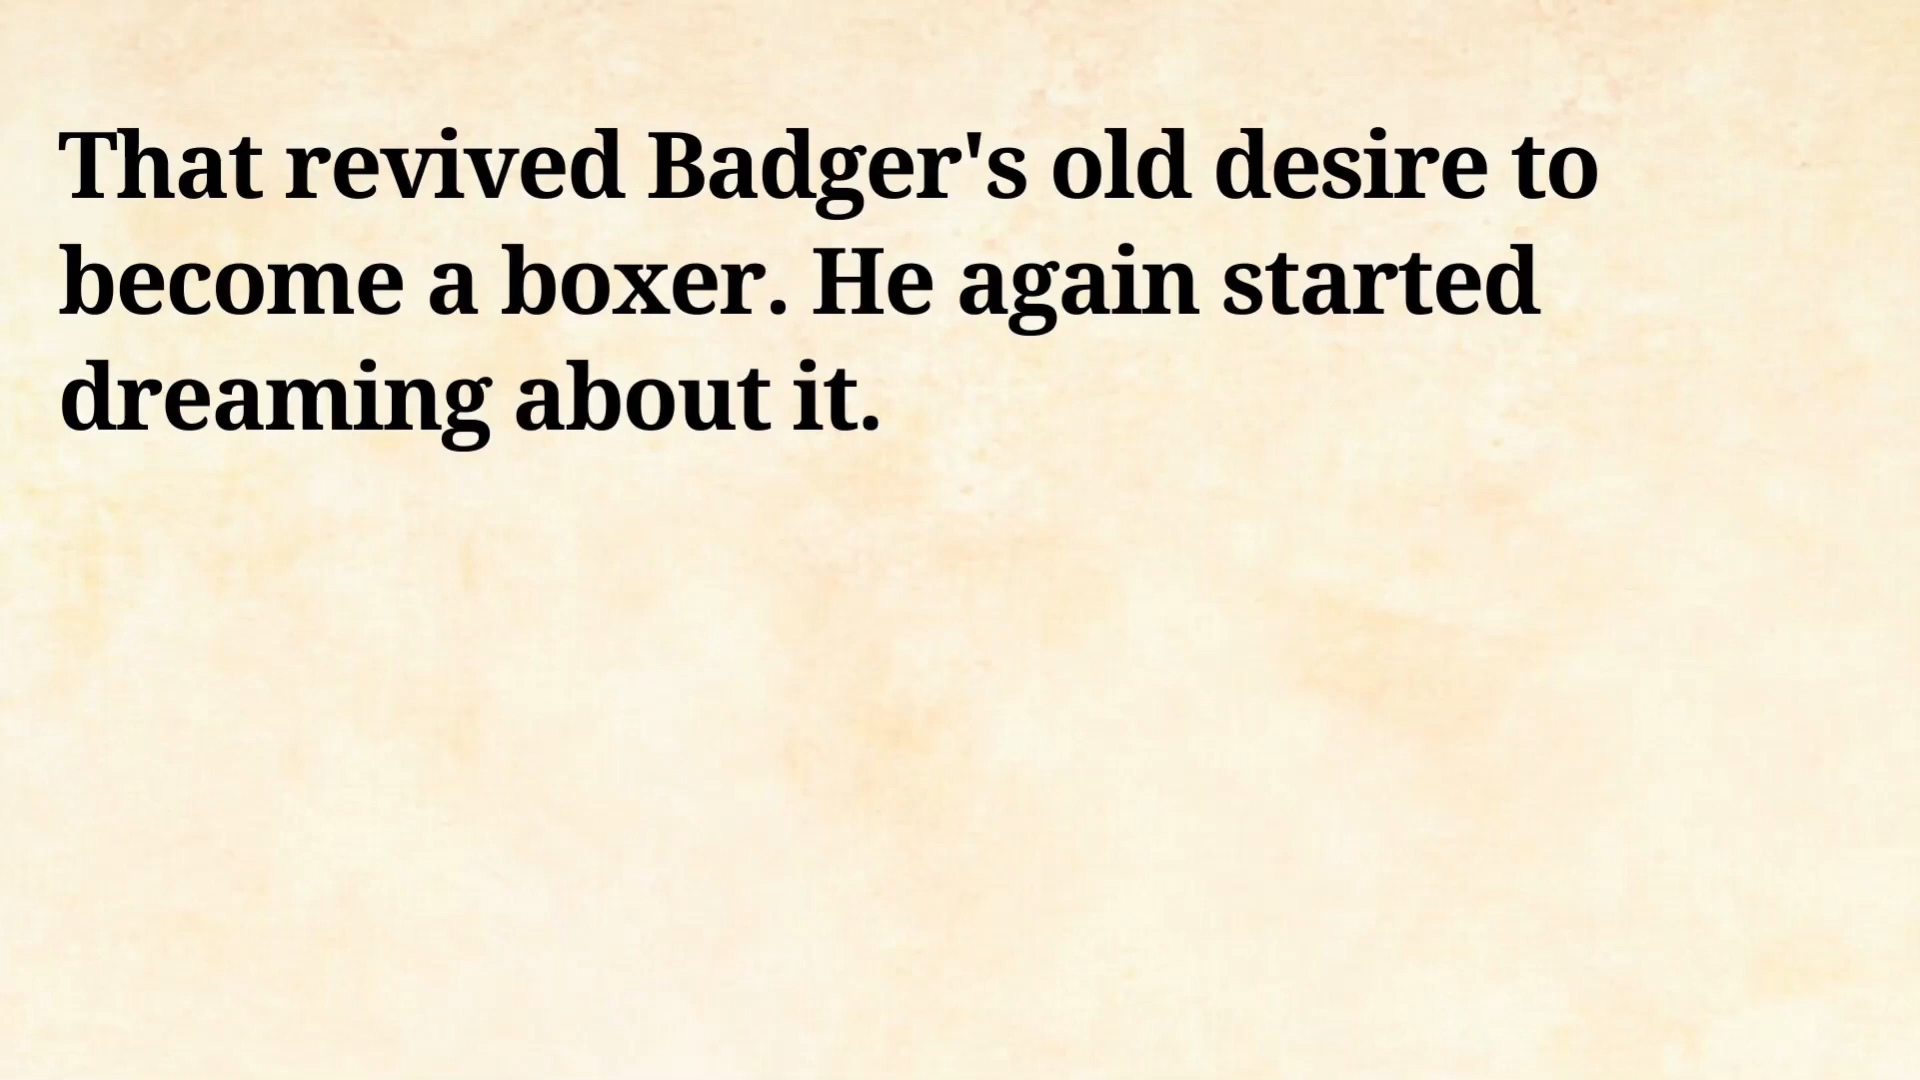 That revived Badger's old desire to
become a boxer. He again started
dreaming about it.